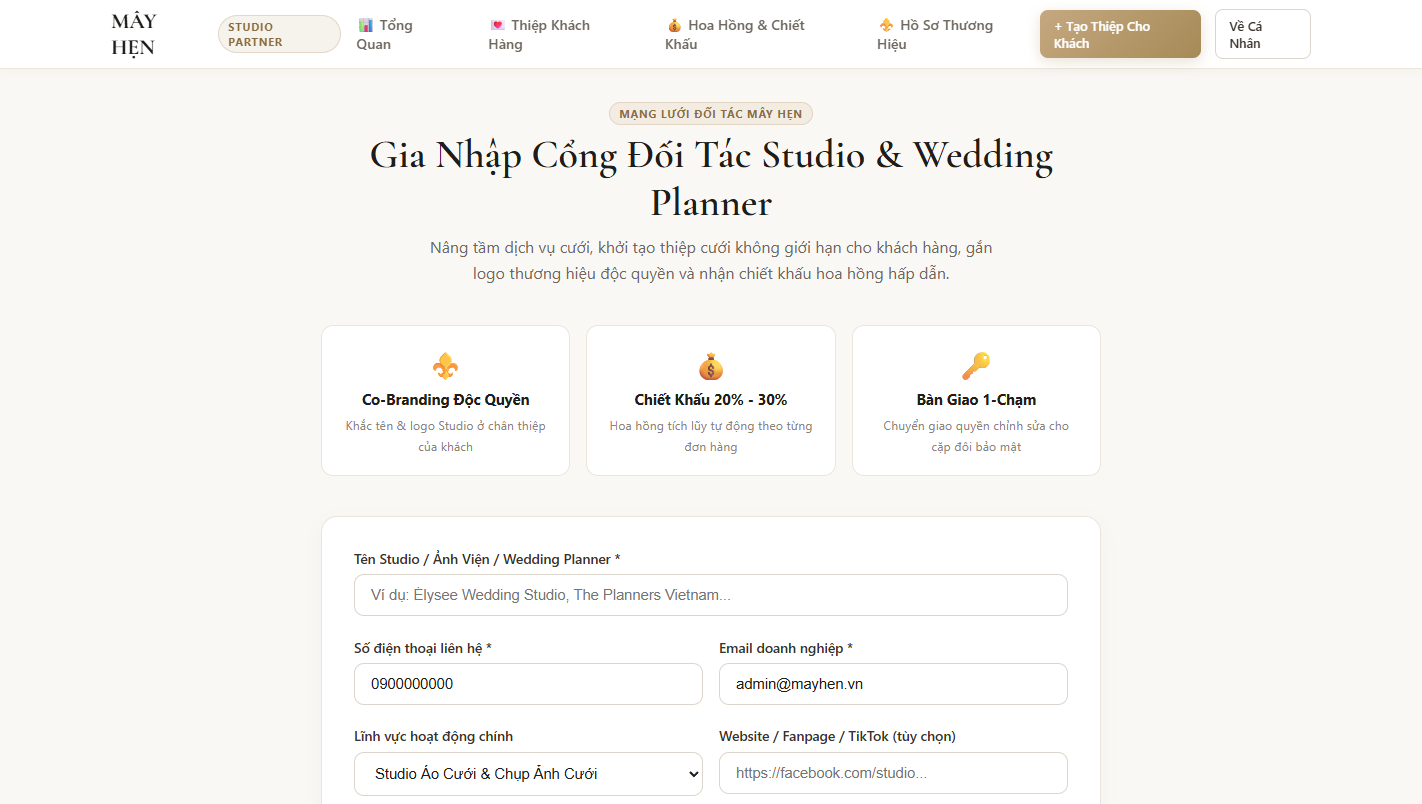 MÂY
HẸN
STUDIO
PARTNER
Tổng
Quan
Thiệp Khách
Hàng
Hoa Hồng & Chiết
Khấu
Hồ Sơ Thương
Hiệu
+ Tạo Thiệp Cho
Khách
Về Cá
Nhân
MẠNG LƯỚI ĐỐI TÁC MÂY HẸN
Gia Nhập Cổng Đối Tác Studio & Wedding
Planner
Nâng tầm dịch vụ cưới, khởi tạo thiệp cưới không giới hạn cho khách hàng, gắn
logo thương hiệu độc quyền và nhận chiết khấu hoa hồng hấp dẫn.
Co-Branding Độc Quyền
Khắc tên & logo Studio ở chân thiệp
của khách
Chiết Khấu 20% - 30%
Hoa hồng tích lũy tự động theo từng
đơn hàng
Bàn Giao 1-Chạm
Chuyển giao quyền chỉnh sửa cho
cặp đôi bảo mật
Tên Studio / Ảnh Viện / Wedding Planner *
Ví dụ: Élysee Wedding Studio, The Planners Vietnam...
Số điện thoại liên hệ *
Email doanh nghiệp *
0900000000
admin@mayhen.vn
Lĩnh vực hoạt động chính
Website / Fanpage / TikTok (tùy chọn)
Studio Áo Cưới & Chụp Ảnh Cưới
https://facebook.com/studio...